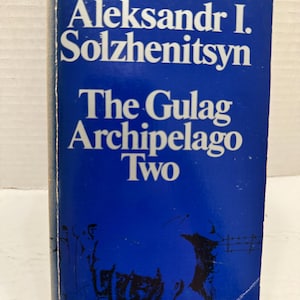 Aleksandr I.
Solzhenitsyn
The Gulag
Archipelago
Two